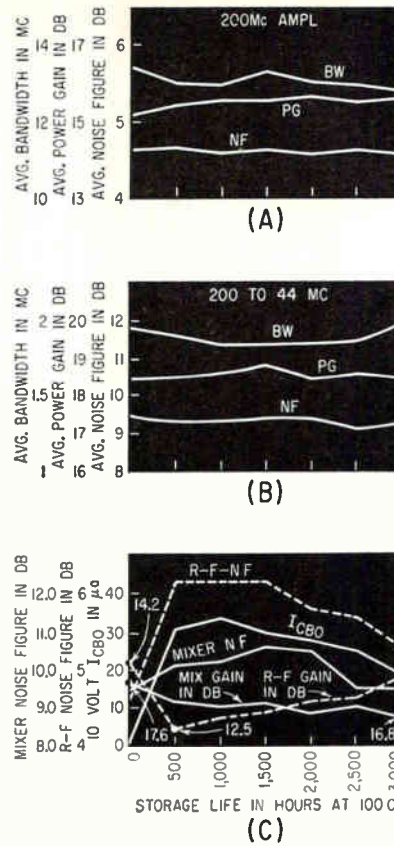 200Mc AMPL
AVG. BANDWIDTH IN MC
14
12
10
AVG. POWER GAIN IN DB
17
15
13
AVG. NOISE FIGURE IN DB
6
5
4
BW
PG
NF
(A)
200 TO 44 MC
AVG. BANDWIDTH IN MC
2
1.5
1
AVG. POWER GAIN IN DB
20
19
18
17
16
AVG. NOISE FIGURE IN DB
12
11
10
9
8
BW
PG
NF
(B)
MIXER NOISE FIGURE IN DB
12.0
11.0
10.0
9.0
8.0
R-F NOISE FIGURE IN DB
6
5
4
10 VOLT ICBO IN μa
40
30
20
10
0
R-F-NF
ICBO
MIXER NF
MIX GAIN IN DB
R-F GAIN IN DB
14.2
17.6
12.5
16.8
0
500
1,000
1,500
2,000
2,500
3,000
STORAGE LIFE IN HOURS AT 100 C
(C)